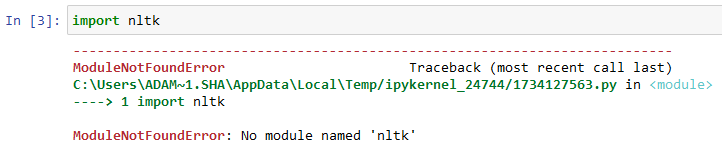 In [3]: import nltk
---------------------------------------------------------------------------
ModuleNotFoundError Traceback (most recent call last)
C:\Users\ADAM~1.SHA\AppData\Local\Temp/ipykernel_24744/1734127563.py in <module>
----> 1 import nltk
ModuleNotFoundError: No module named 'nltk'